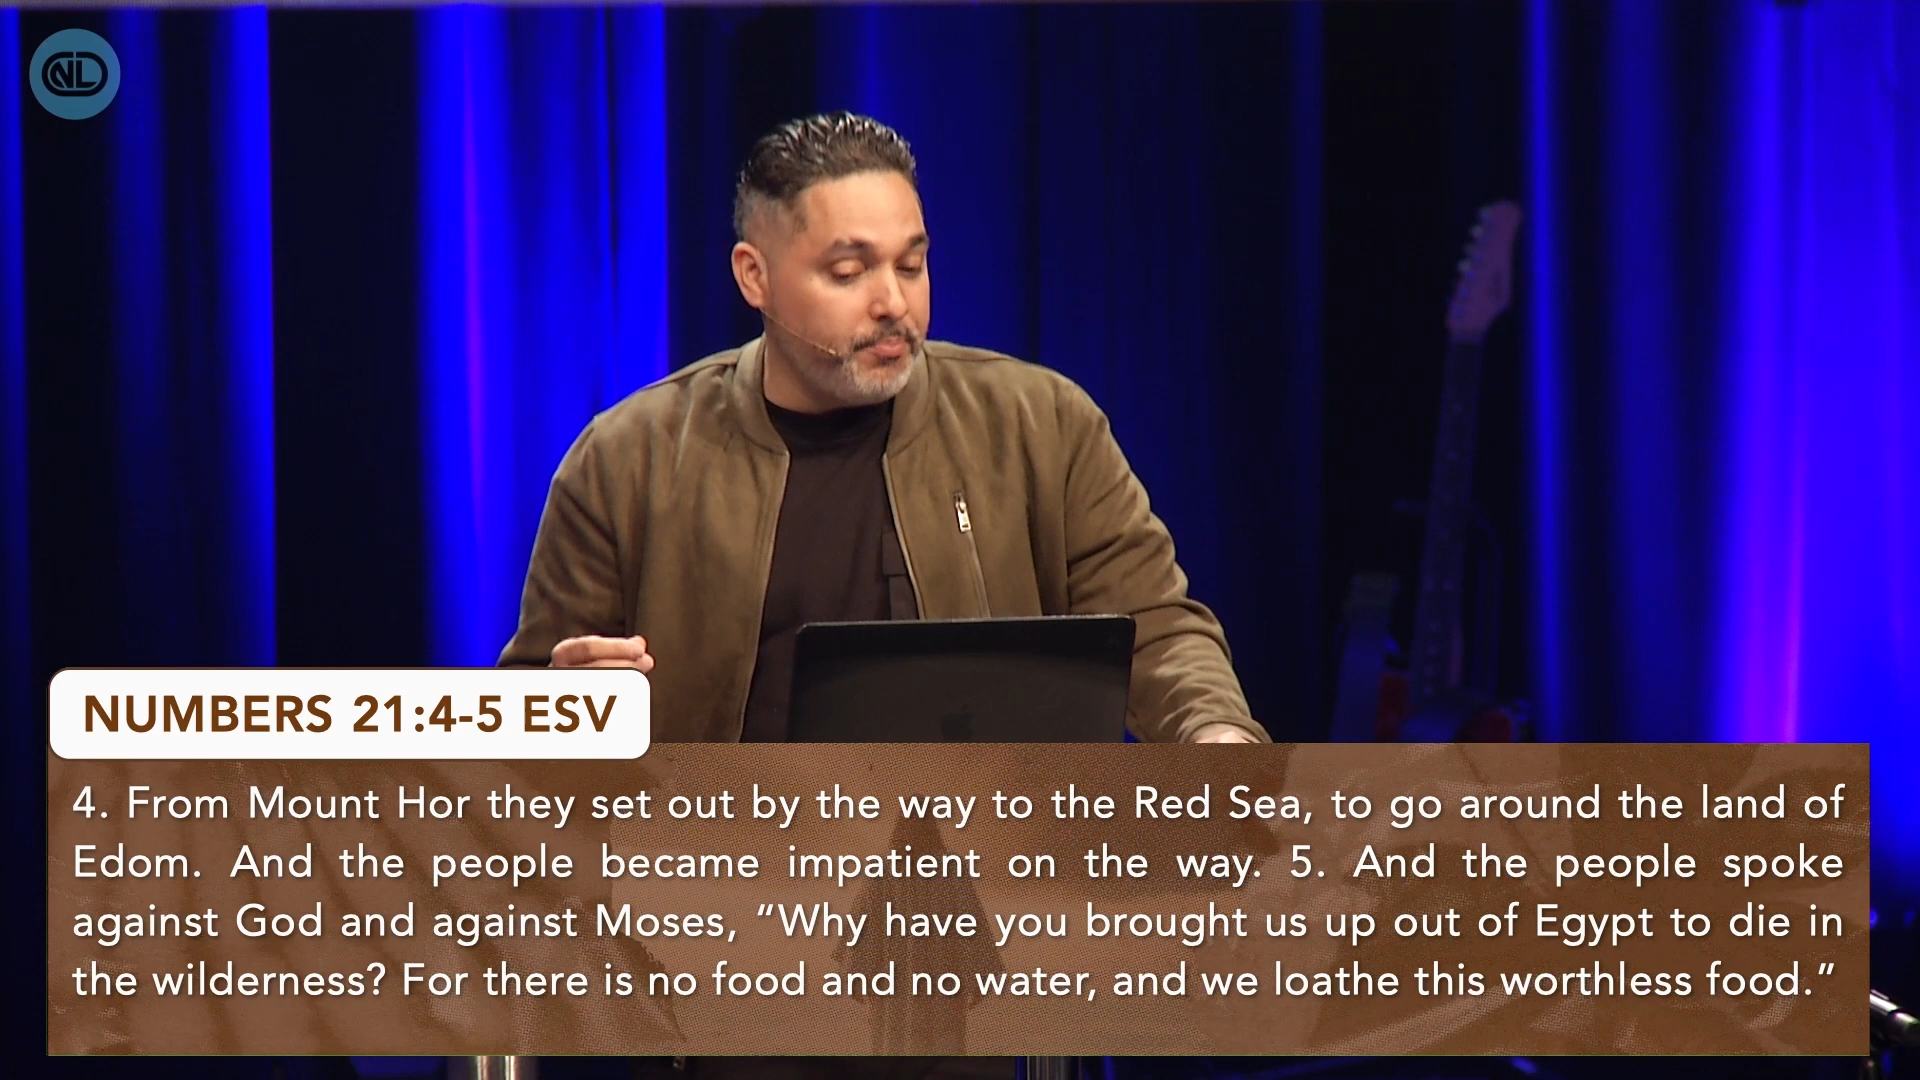 NL
NUMBERS 21:4-5 ESV
4. From Mount Hor they set out by the way to the Red Sea, to go around the land of
Edom. And the people became impatient on the way. 5. And the people spoke
against God and against Moses, “Why have you brought us up out of Egypt to die in
the wilderness? For there is no food and no water, and we loathe this worthless food.”